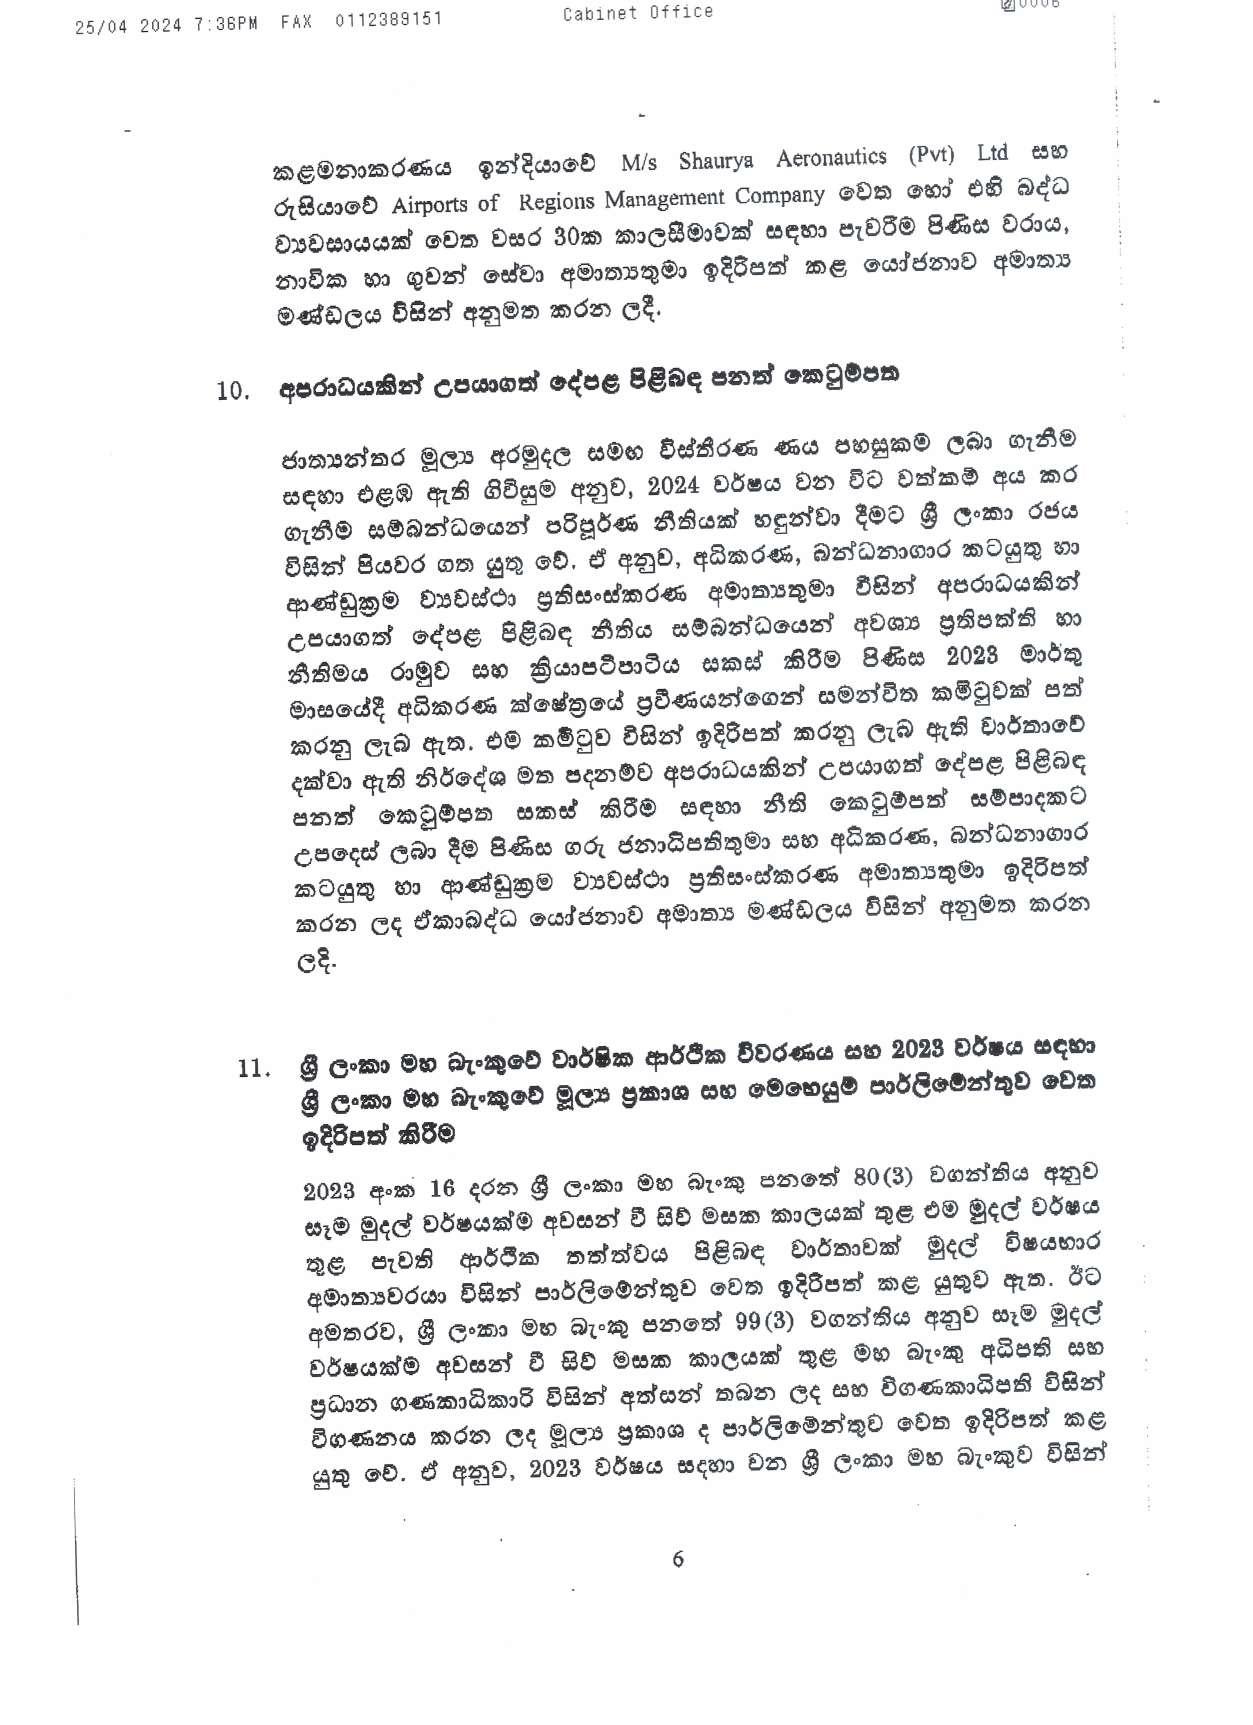 25/04 2024 7:36PM FAX 0112389151 Cabinet Office 0006
කළමනාකරණය ඉන්දියාවේ M/s Shaurya Aeronautics (Pvt) Ltd සහ
රුසියාවේ Airports of Regions Management Company වෙත හෝ එහි බද්ධ
ව්‍යවසායයක් වෙත වසර 30ක කාලසීමාවක් සඳහා පැවරීම පිණිස වරාය,
නාවික හා ගුවන් සේවා අමාත්‍යතුමා ඉදිරිපත් කළ යෝජනාව අමාත්‍ය
මණ්ඩලය විසින් අනුමත කරන ලදී.
10. අපරාධයකින් උපයාගත් දේපළ පිළිබඳ පනත් කෙටුම්පත
ජාත්‍යන්තර මූල්‍ය අරමුදල සමඟ විස්තීරණ ණය පහසුකම ලබා ගැනීම
සඳහා එළඹ ඇති ගිවිසුම අනුව, 2024 වර්ෂය වන විට වත්කම් අය කර
ගැනීම සම්බන්ධයෙන් පරිපූර්ණ නීතියක් හඳුන්වා දීමට ශ්‍රී ලංකා රජය
විසින් පියවර ගත යුතු වේ. ඒ අනුව, අධිකරණ, බන්ධනාගාර කටයුතු හා
ආණ්ඩුක්‍රම ව්‍යවස්ථා ප්‍රතිසංස්කරණ අමාත්‍යතුමා විසින් අපරාධයකින්
උපයාගත් දේපළ පිළිබඳ නීතිය සම්බන්ධයෙන් අවශ්‍ය ප්‍රතිපත්ති හා
නීතිමය රාමුව සහ ක්‍රියාපටිපාටිය සකස් කිරීම පිණිස 2023 මාර්තු
මාසයේදී අධිකරණ ක්ෂේත්‍රයේ ප්‍රවීණයන්ගෙන් සමන්විත කමිටුවක් පත්
කරනු ලැබ ඇත. එම කමිටුව විසින් ඉදිරිපත් කරනු ලැබ ඇති වාර්තාවේ
දක්වා ඇති නිර්දේශ මත පදනම්ව අපරාධයකින් උපයාගත් දේපළ පිළිබඳ
පනත් කෙටුම්පත සකස් කිරීම සඳහා නීති කෙටුම්පත් සම්පාදකට
උපදෙස් ලබා දීම පිණිස ගරු ජනාධිපතිතුමා සහ අධිකරණ, බන්ධනාගාර
කටයුතු හා ආණ්ඩුක්‍රම ව්‍යවස්ථා ප්‍රතිසංස්කරණ අමාත්‍යතුමා ඉදිරිපත්
කරන ලද ඒකාබද්ධ යෝජනාව අමාත්‍ය මණ්ඩලය විසින් අනුමත කරන
ලදි.
11. ශ්‍රී ලංකා මහ බැංකුවේ වාර්ෂික ආර්ථික විවරණය සහ 2023 වර්ෂය සඳහා
ශ්‍රී ලංකා මහ බැංකුවේ මූල්‍ය ප්‍රකාශ සහ මෙහෙයුම් පාර්ලිමේන්තුව වෙත
ඉදිරිපත් කිරීම
2023 අංක 16 දරන ශ්‍රී ලංකා මහ බැංකු පනතේ 80(3) වගන්තිය අනුව
සෑම මුදල් වර්ෂයක්ම අවසන් වී සිව් මසක කාලයක් තුළ එම මුදල් වර්ෂය
තුළ පැවති ආර්ථික තත්ත්වය පිළිබඳ වාර්තාවක් මුදල් විෂයභාර
අමාත්‍යවරයා විසින් පාර්ලිමේන්තුව වෙත ඉදිරිපත් කළ යුතුව ඇත. ඊට
අමතරව, ශ්‍රී ලංකා මහ බැංකු පනතේ 99(3) වගන්තිය අනුව සෑම මුදල්
වර්ෂයක්ම අවසන් වී සිව් මසක කාලයක් තුළ මහ බැංකු අධිපති සහ
ප්‍රධාන ගණකාධිකාරි විසින් අත්සන් තබන ලද සහ විගණකාධිපති විසින්
විගණනය කරන ලද මූල්‍ය ප්‍රකාශ ද පාර්ලිමේන්තුව වෙත ඉදිරිපත් කළ
යුතු වේ. ඒ අනුව, 2023 වර්ෂය සදහා වන ශ්‍රී ලංකා මහ බැංකුව විසින්
6